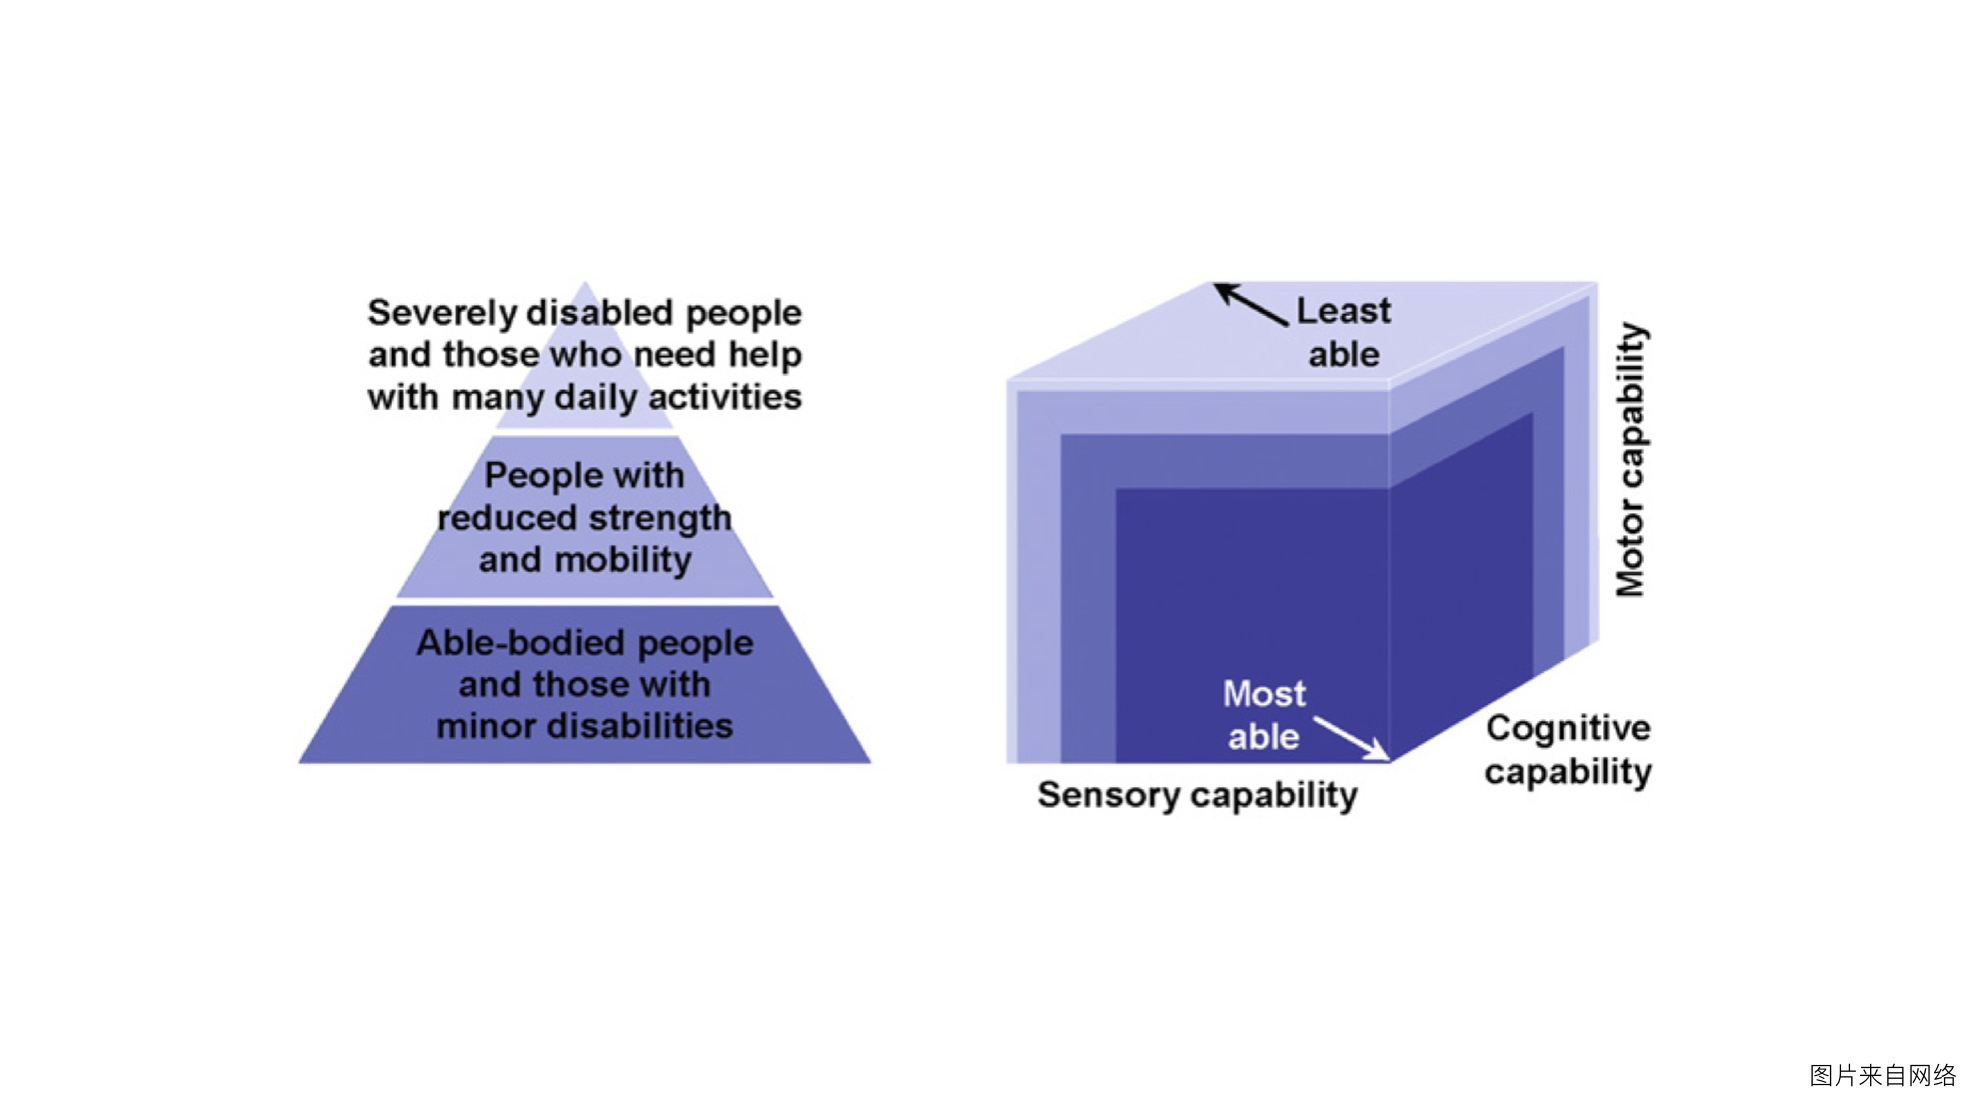 Severely disabled people
and those who need help
with many daily activities
People with
reduced strength
and mobility
Able-bodied people
and those with
minor disabilities
Least
able
Most
able
Motor capability
Cognitive
capability
Sensory capability
图片来自网络